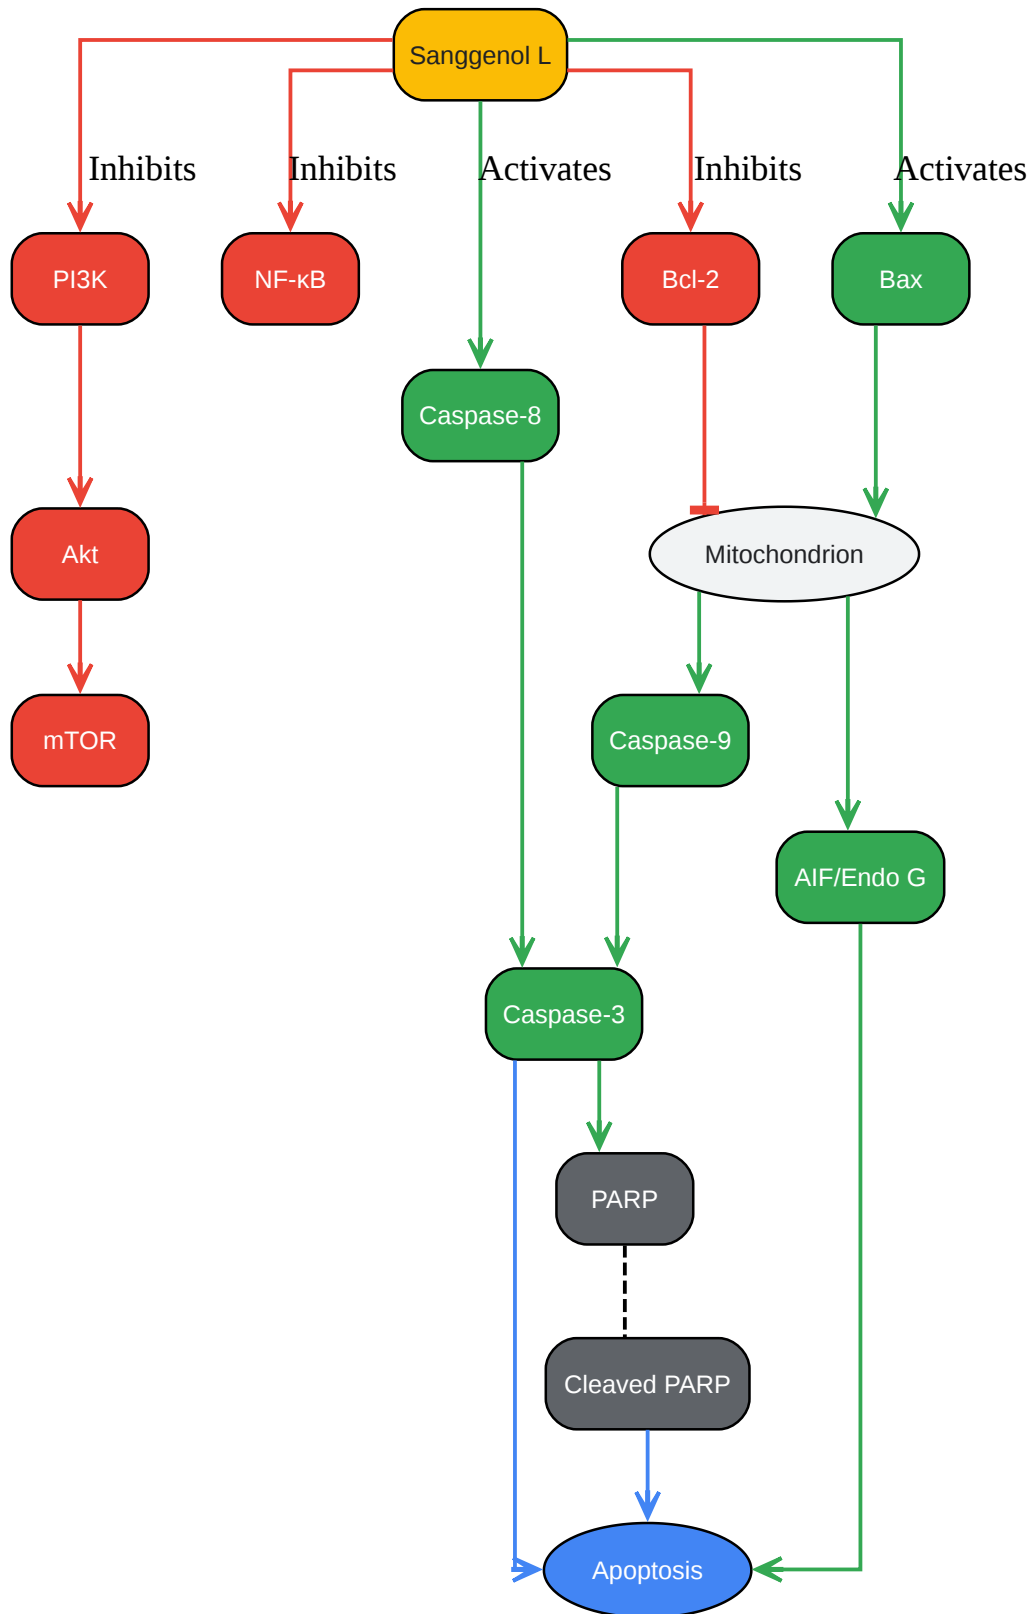 Sanggenol L
Inhibits
Inhibits
Activates
Inhibits
Activates
PI3K
NF-κB
Bcl-2
Bax
Caspase-8
Akt
Mitochondrion
mTOR
Caspase-9
AIF/Endo G
Caspase-3
PARP
Cleaved PARP
Apoptosis